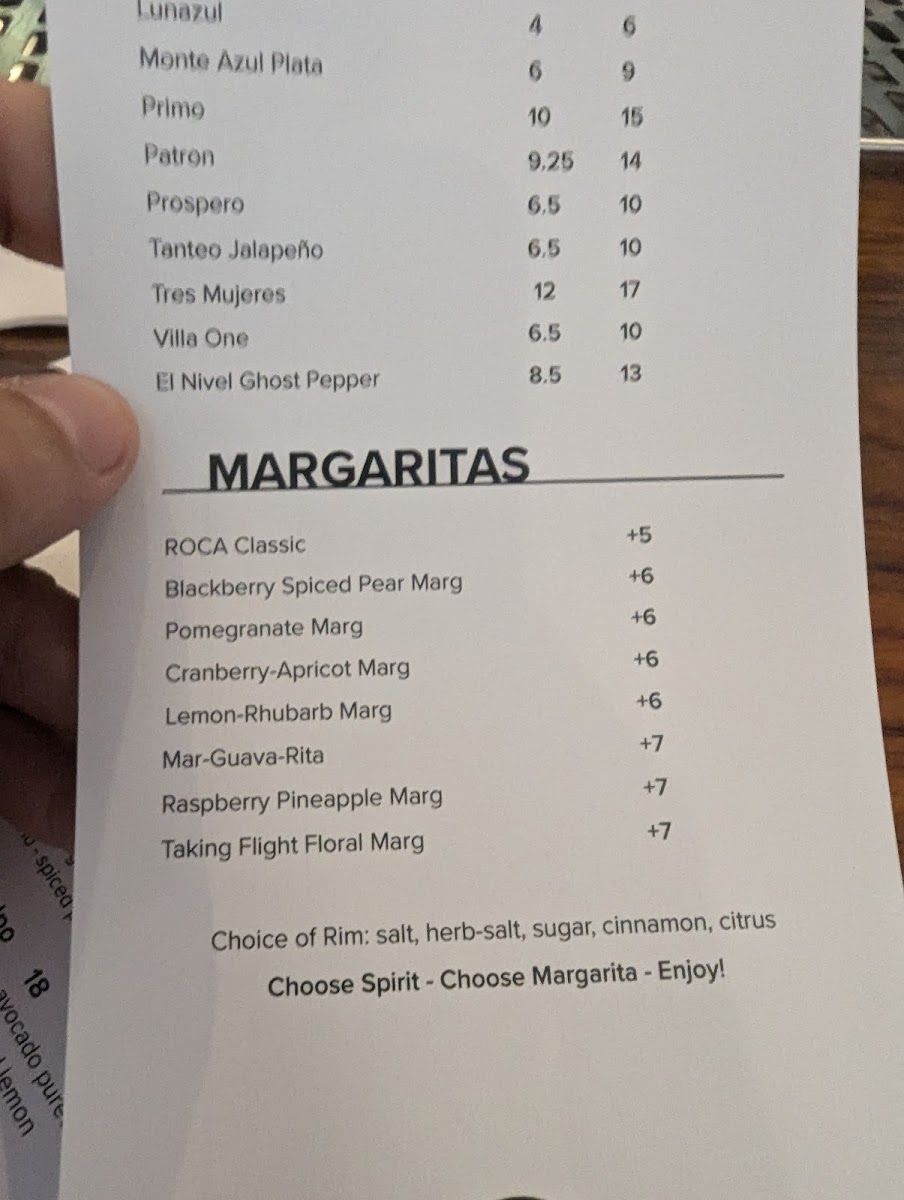 Lunazul 4 6
Monte Azul Plata 6 9
Primo 10 15
Patron 9.25 14
Prospero 6.5 10
Tanteo Jalapeño 6.5 10
Tres Mujeres 12 17
Villa One 6.5 10
El Nivel Ghost Pepper 8.5 13
MARGARITAS
ROCA Classic +5
Blackberry Spiced Pear Marg +6
Pomegranate Marg +6
Cranberry-Apricot Marg +6
Lemon-Rhubarb Marg +6
Mar-Guava-Rita +7
Raspberry Pineapple Marg +7
Taking Flight Floral Marg +7
Choice of Rim: salt, herb-salt, sugar, cinnamon, citrus
Choose Spirit - Choose Margarita - Enjoy!
- spiced
18
avocado
lemon